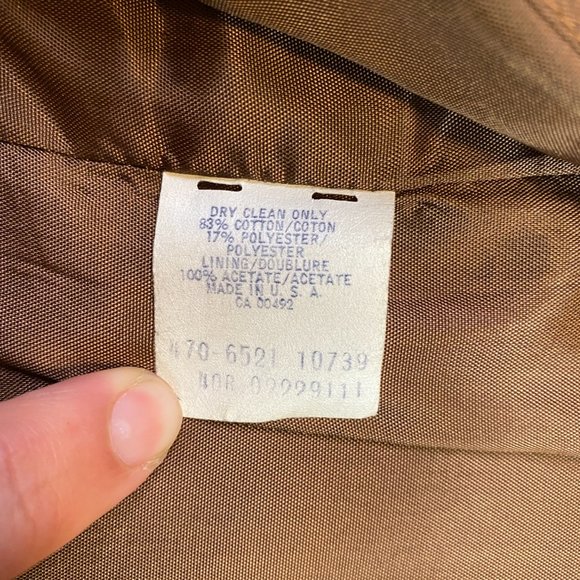 DRY CLEAN ONLY
83% COTTON/COTON
17% POLYESTER/
POLYESTER
LINING/DOUBLURE
100% ACETATE/ACETATE
MADE IN U. S. A.
CA 00492
470-6521 10739